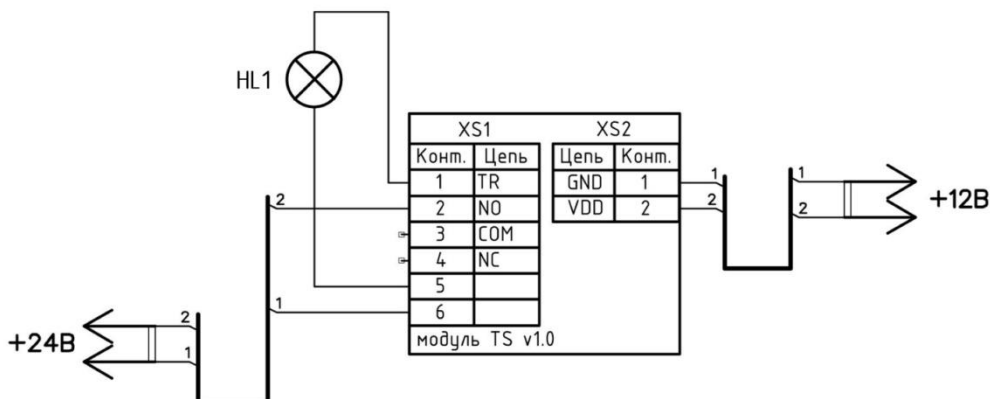 HL1
XS1 XS2
Конт. Цепь Цепь Конт.
1 TR GND 1 1 1
2 2 NO VDD 2 2 2
+12В
3 COM
4 NC
5
1 6
модуль TS v1.0
2
+24В
1